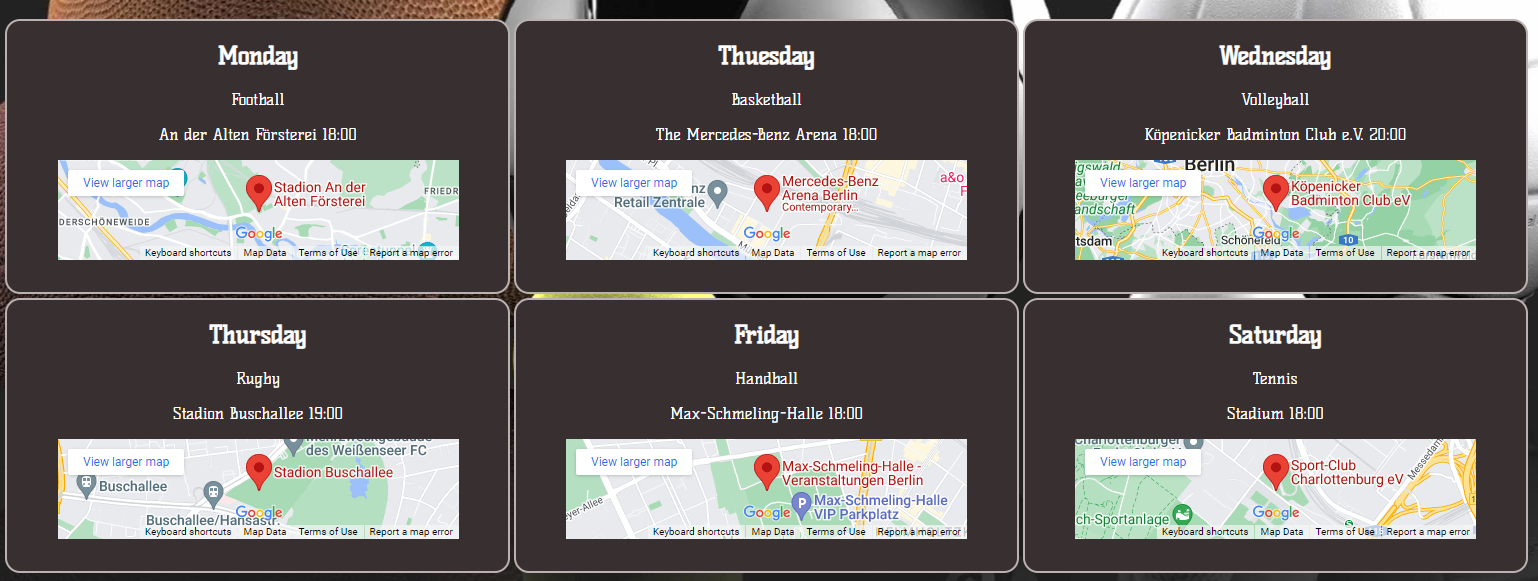 Monday
Football
An der Alten Försterei 18:00
View larger map
Stadion An der
Alten Försterei
FRIEDR
DERSCHÖNEWEIDE
Google
Keyboard shortcuts Map Data Terms of Use Report a map error
Thuesday
Basketball
The Mercedes-Benz Arena 18:00
View larger map
nz
Retail Zentrale
Mercedes-Benz
Arena Berlin
Contemporary...
a&o
F
Google
Keyboard shortcuts Map Data Terms of Use Report a map error
Wednesday
Volleyball
Köpenicker Badminton Club e.V. 20:00
Berlin
View larger map
Köpenicker
Badminton Club eV
andschaft
tsdam
Schönefeld
10
Google
Keyboard shortcuts Map Data Terms of Use Report a map error
Thursday
Rugby
Stadion Buschallee 19:00
View larger map
Mehrzweckgebäude
des Weißenseer FC
Stadion Buschallee
Buschallee
Buschallee/Hansastr.
Google
Keyboard shortcuts Map Data Terms of Use Report a map error
Friday
Handball
Max-Schmeling-Halle 18:00
View larger map
Max-Schmeling-Halle -
Veranstaltungen Berlin
P
Max-Schmeling-Halle
VIP Parkplatz
eyer-Allee
Google
Keyboard shortcuts Map Data Terms of Use Report a map error
Saturday
Tennis
Stadium 18:00
Charlottenburger
View larger map
Sport-Club
Charlottenburg eV
Messedam
ch-Sportanlage
S
Google
Keyboard shortcuts Map Data Terms of Use Report a map error